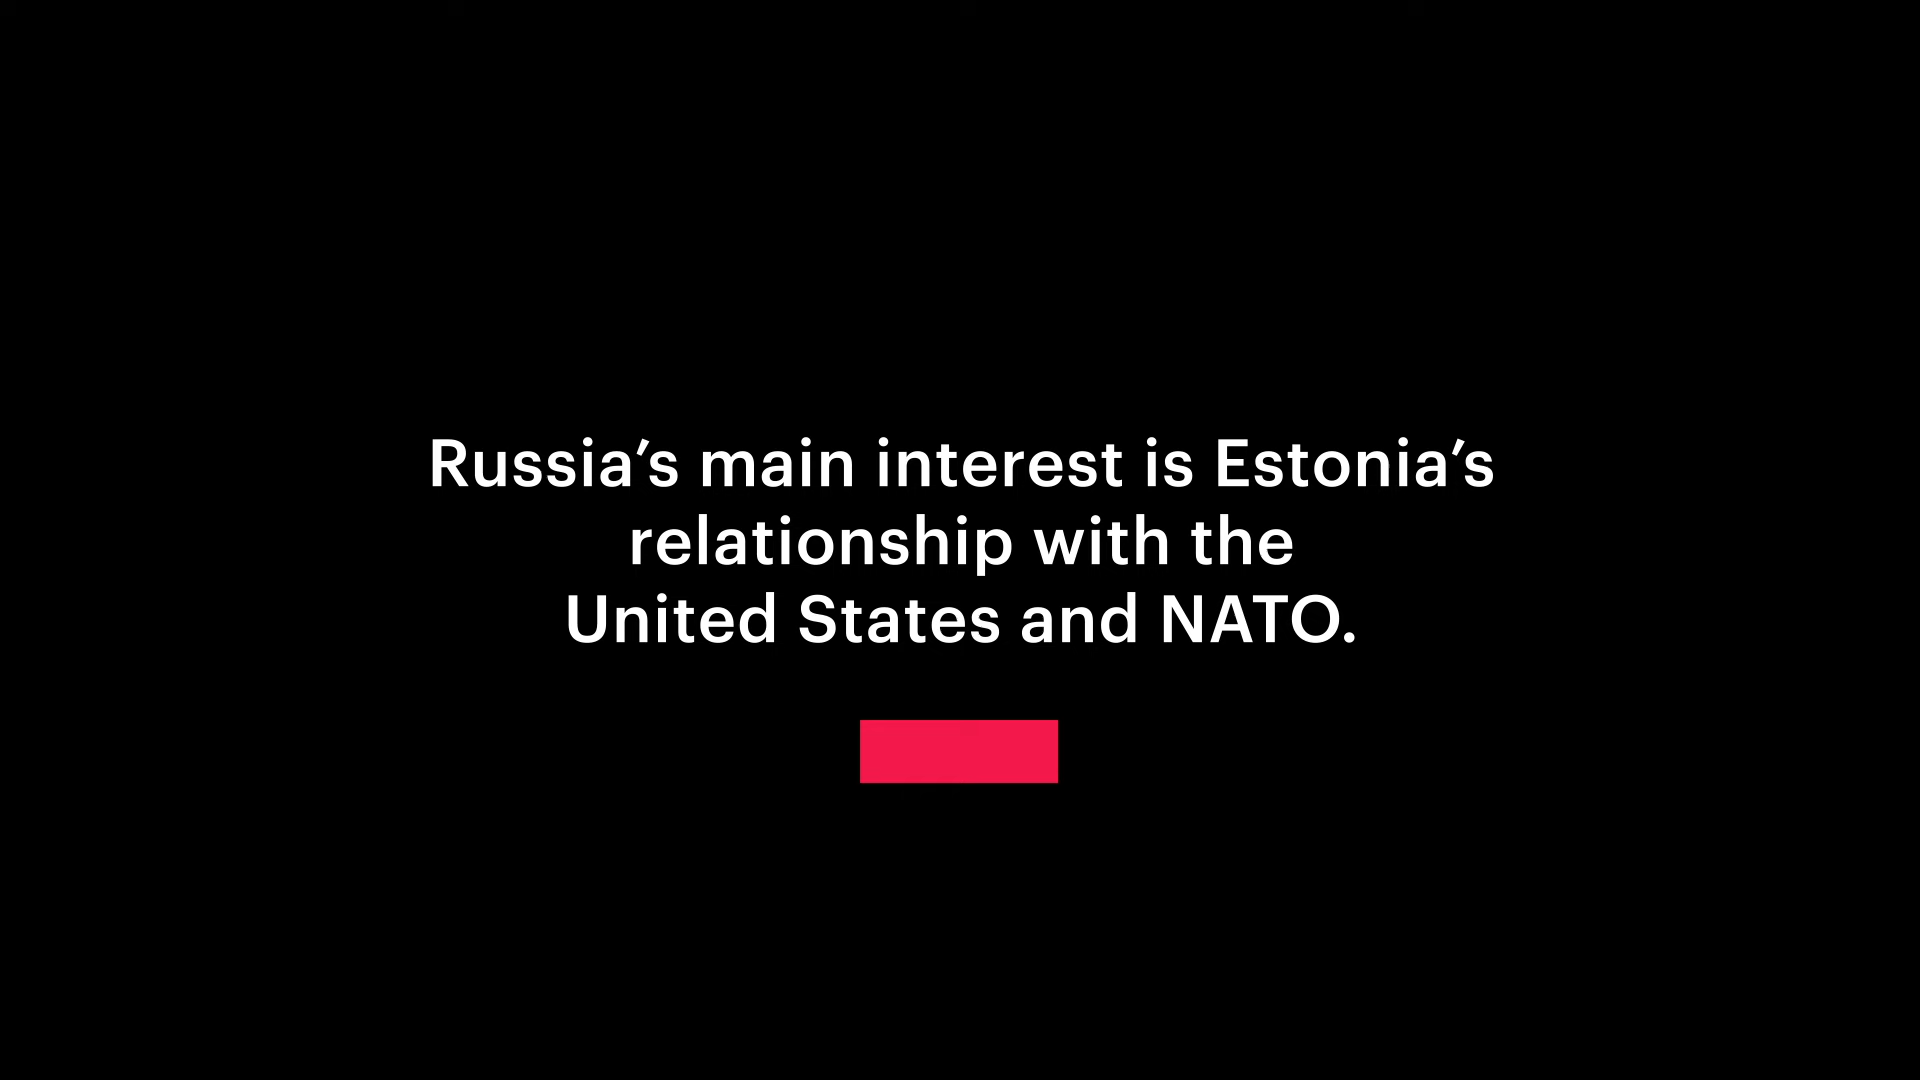 Russia’s main interest is Estonia’s
relationship with the
United States and NATO.